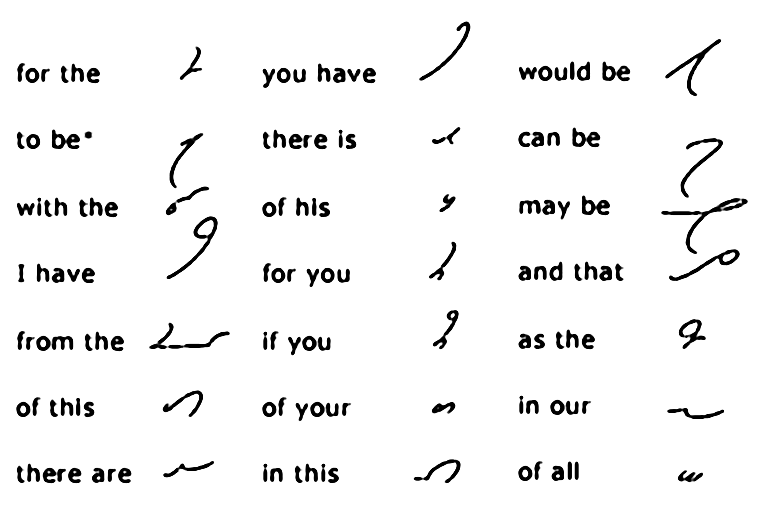 for the you have would be
to be* there is can be
with the of his may be
I have for you and that
from the if you as the
of this of your in our
there are in this of all